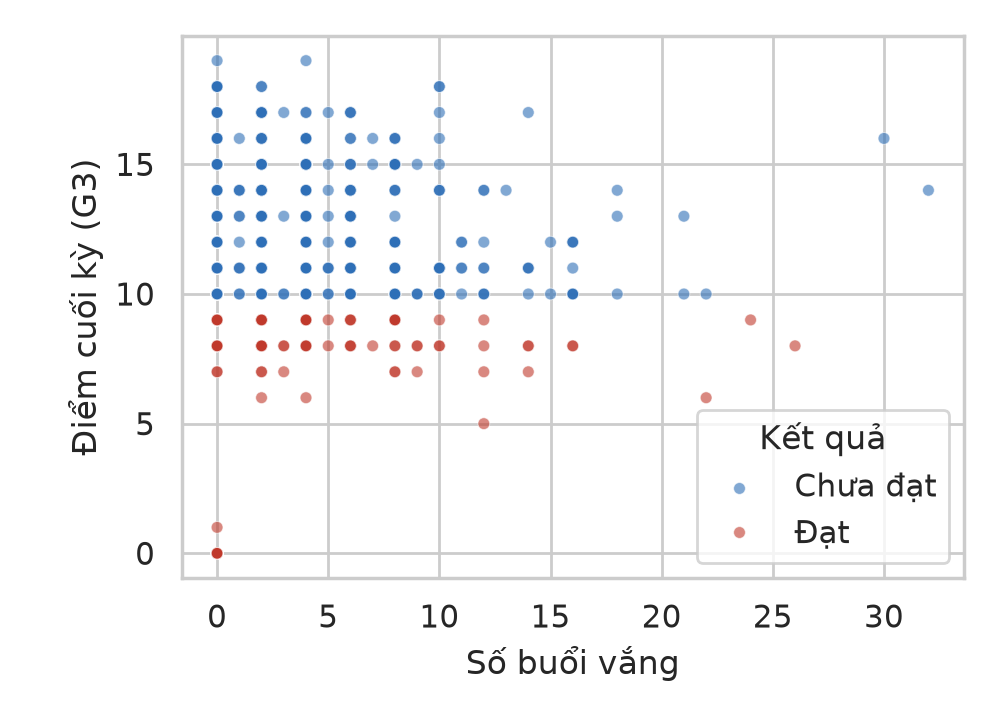 Điểm cuối kỳ (G3)
15
10
5
0
0 5 10 15 20 25 30
Số buổi vắng
Kết quả
Chưa đạt
Đạt